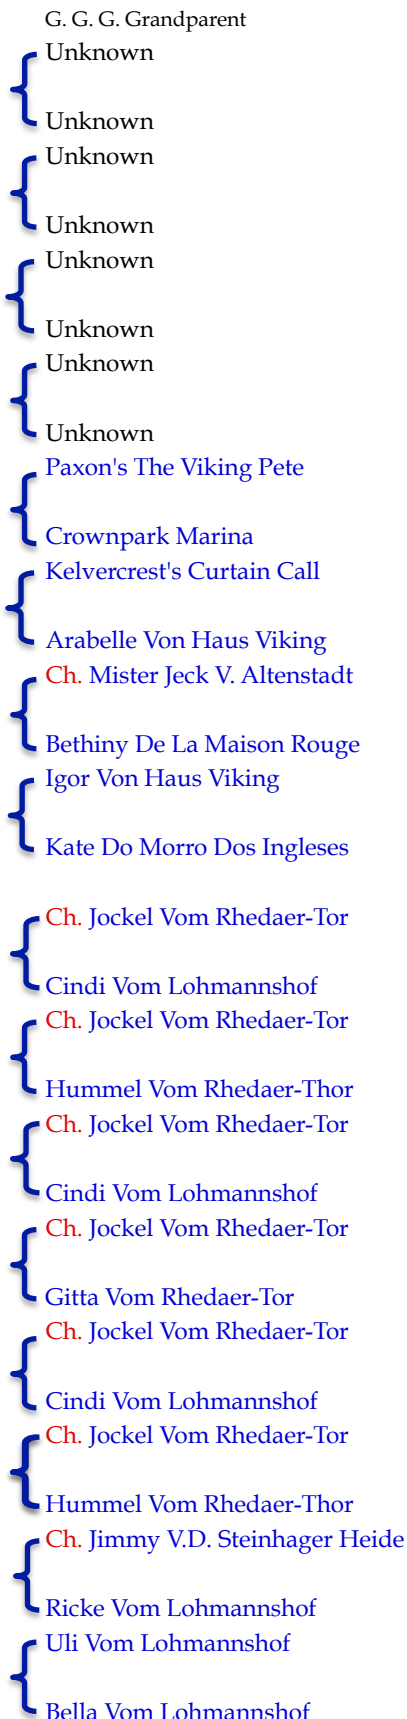 G. G. G. Grandparent
Unknown
Unknown
Unknown
Unknown
Unknown
Unknown
Unknown
Unknown
Paxon's The Viking Pete
Crownpark Marina
Kelvercrest's Curtain Call
Arabelle Von Haus Viking
Ch. Mister Jeck V. Altenstadt
Bethiny De La Maison Rouge
Igor Von Haus Viking
Kate Do Morro Dos Ingleses
Ch. Jockel Vom Rhedaer-Tor
Cindi Vom Lohmannshof
Ch. Jockel Vom Rhedaer-Tor
Hummel Vom Rhedaer-Thor
Ch. Jockel Vom Rhedaer-Tor
Cindi Vom Lohmannshof
Ch. Jockel Vom Rhedaer-Tor
Gitta Vom Rhedaer-Tor
Ch. Jockel Vom Rhedaer-Tor
Cindi Vom Lohmannshof
Ch. Jockel Vom Rhedaer-Tor
Hummel Vom Rhedaer-Thor
Ch. Jimmy V.D. Steinhager Heide
Ricke Vom Lohmannshof
Uli Vom Lohmannshof
Bella Vom Lohmannshof